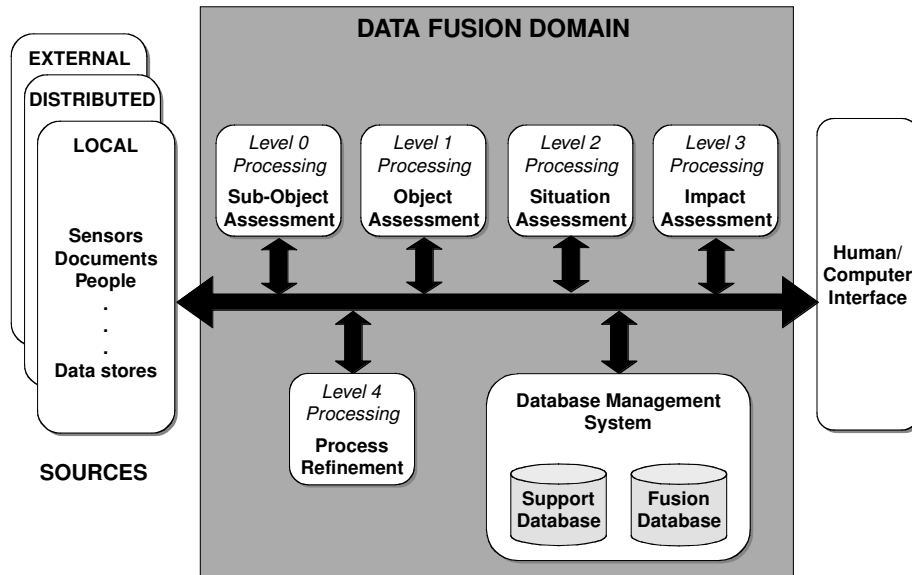 DATA FUSION DOMAIN
EXTERNAL
DISTRIBUTED
LOCAL
Sensors
Documents
People
.
.
.
Data stores
SOURCES
Level 0
Processing
Sub-Object
Assessment
Level 1
Processing
Object
Assessment
Level 2
Processing
Situation
Assessment
Level 3
Processing
Impact
Assessment
Human/
Computer
Interface
Level 4
Processing
Process
Refinement
Database Management
System
Support
Database
Fusion
Database